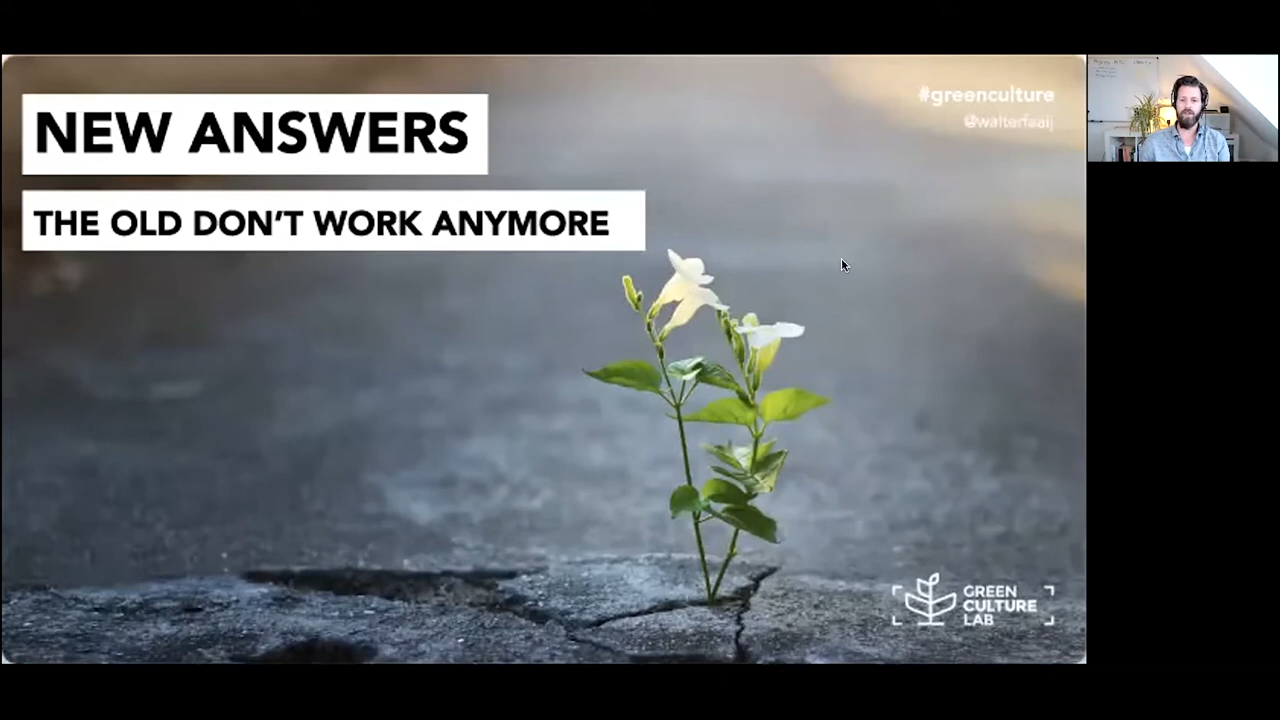 NEW ANSWERS
THE OLD DON'T WORK ANYMORE
#greenculture
@walterfaaij
GREEN
CULTURE
LAB